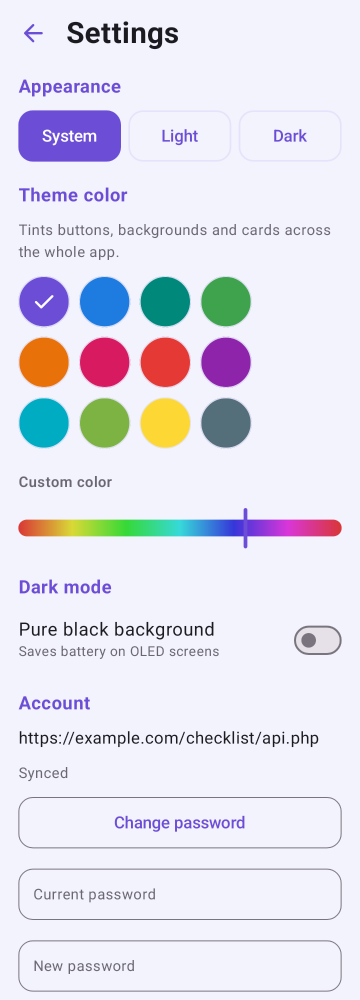 Settings
Appearance
System
Light
Dark
Theme color
Tints buttons, backgrounds and cards across
the whole app.
Custom color
Dark mode
Pure black background
Saves battery on OLED screens
Account
https://example.com/checklist/api.php
Synced
Change password
Current password
New password